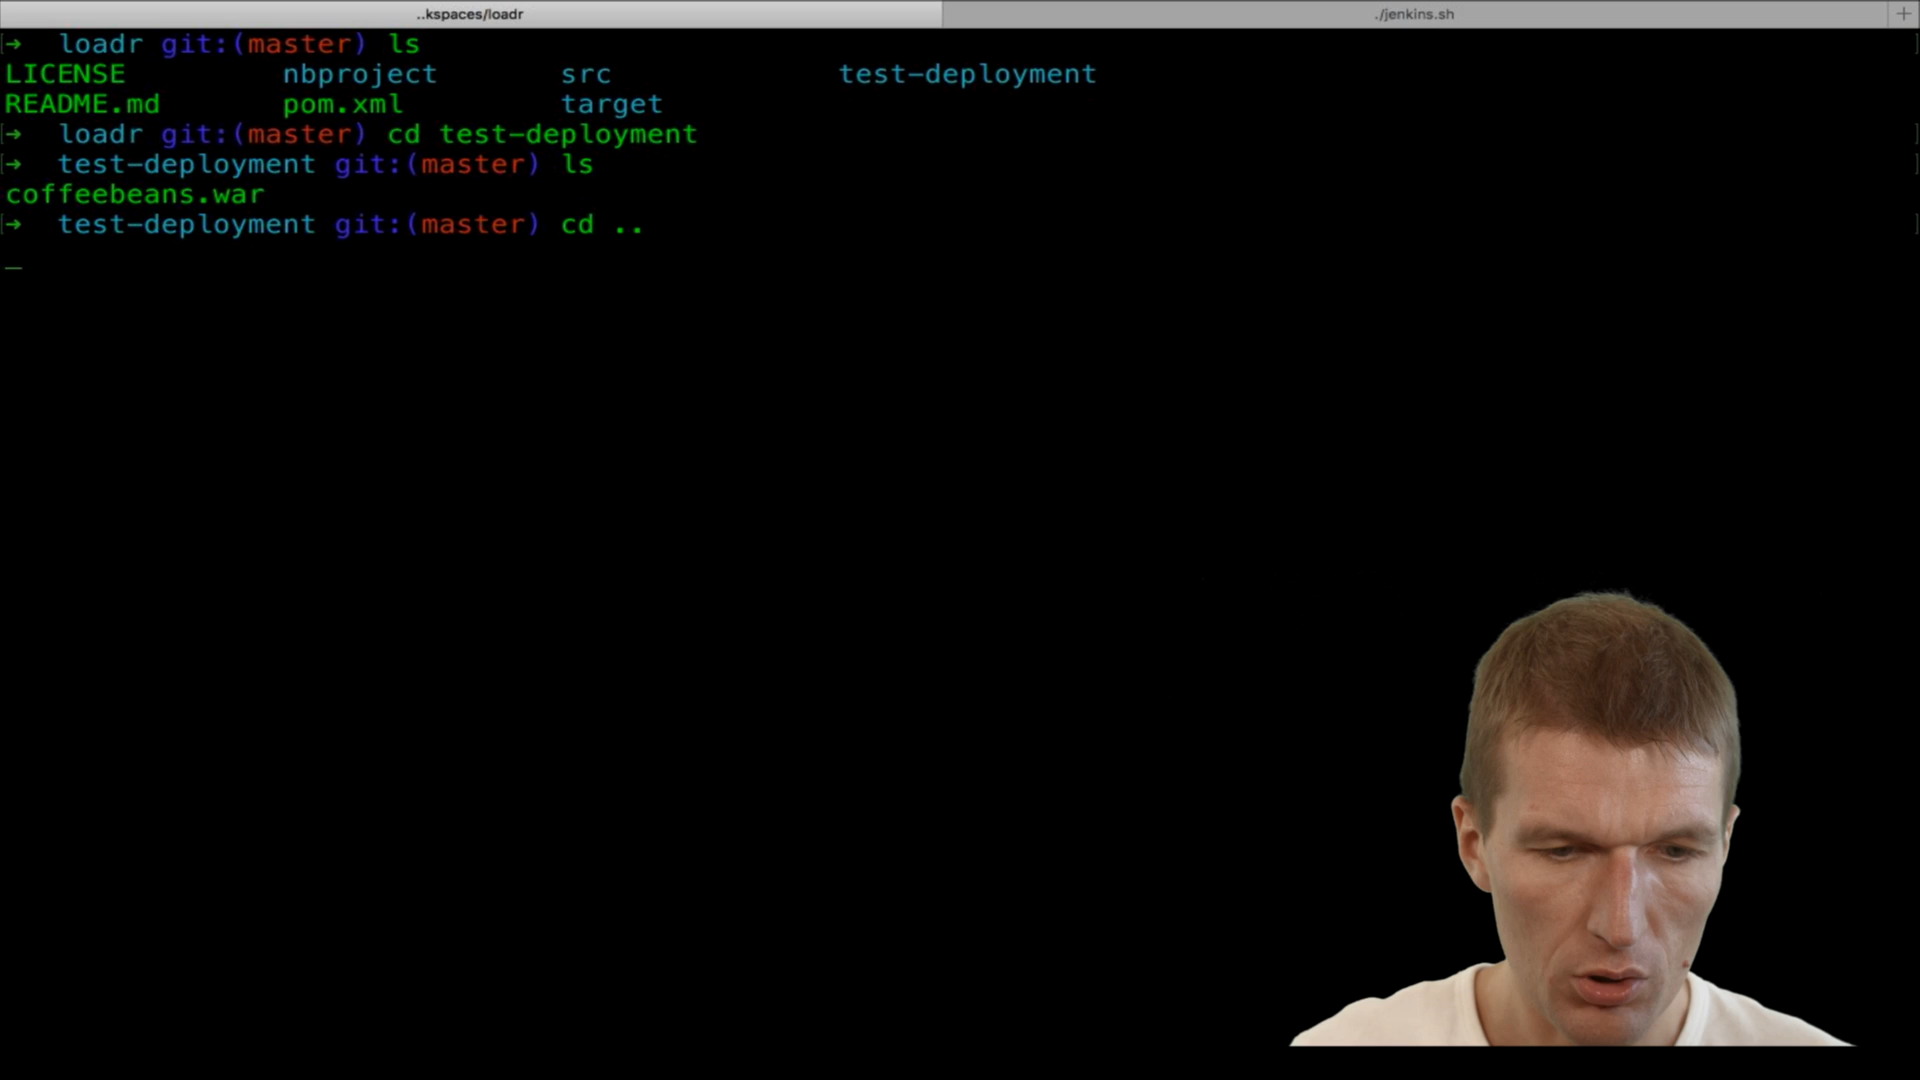 ..kspaces/loadr ./jenkins.sh +
→ loadr git:(master) ls
LICENSE nbproject src test-deployment
README.md pom.xml target
→ loadr git:(master) cd test-deployment
→ test-deployment git:(master) ls
coffeebeans.war
→ test-deployment git:(master) cd ..